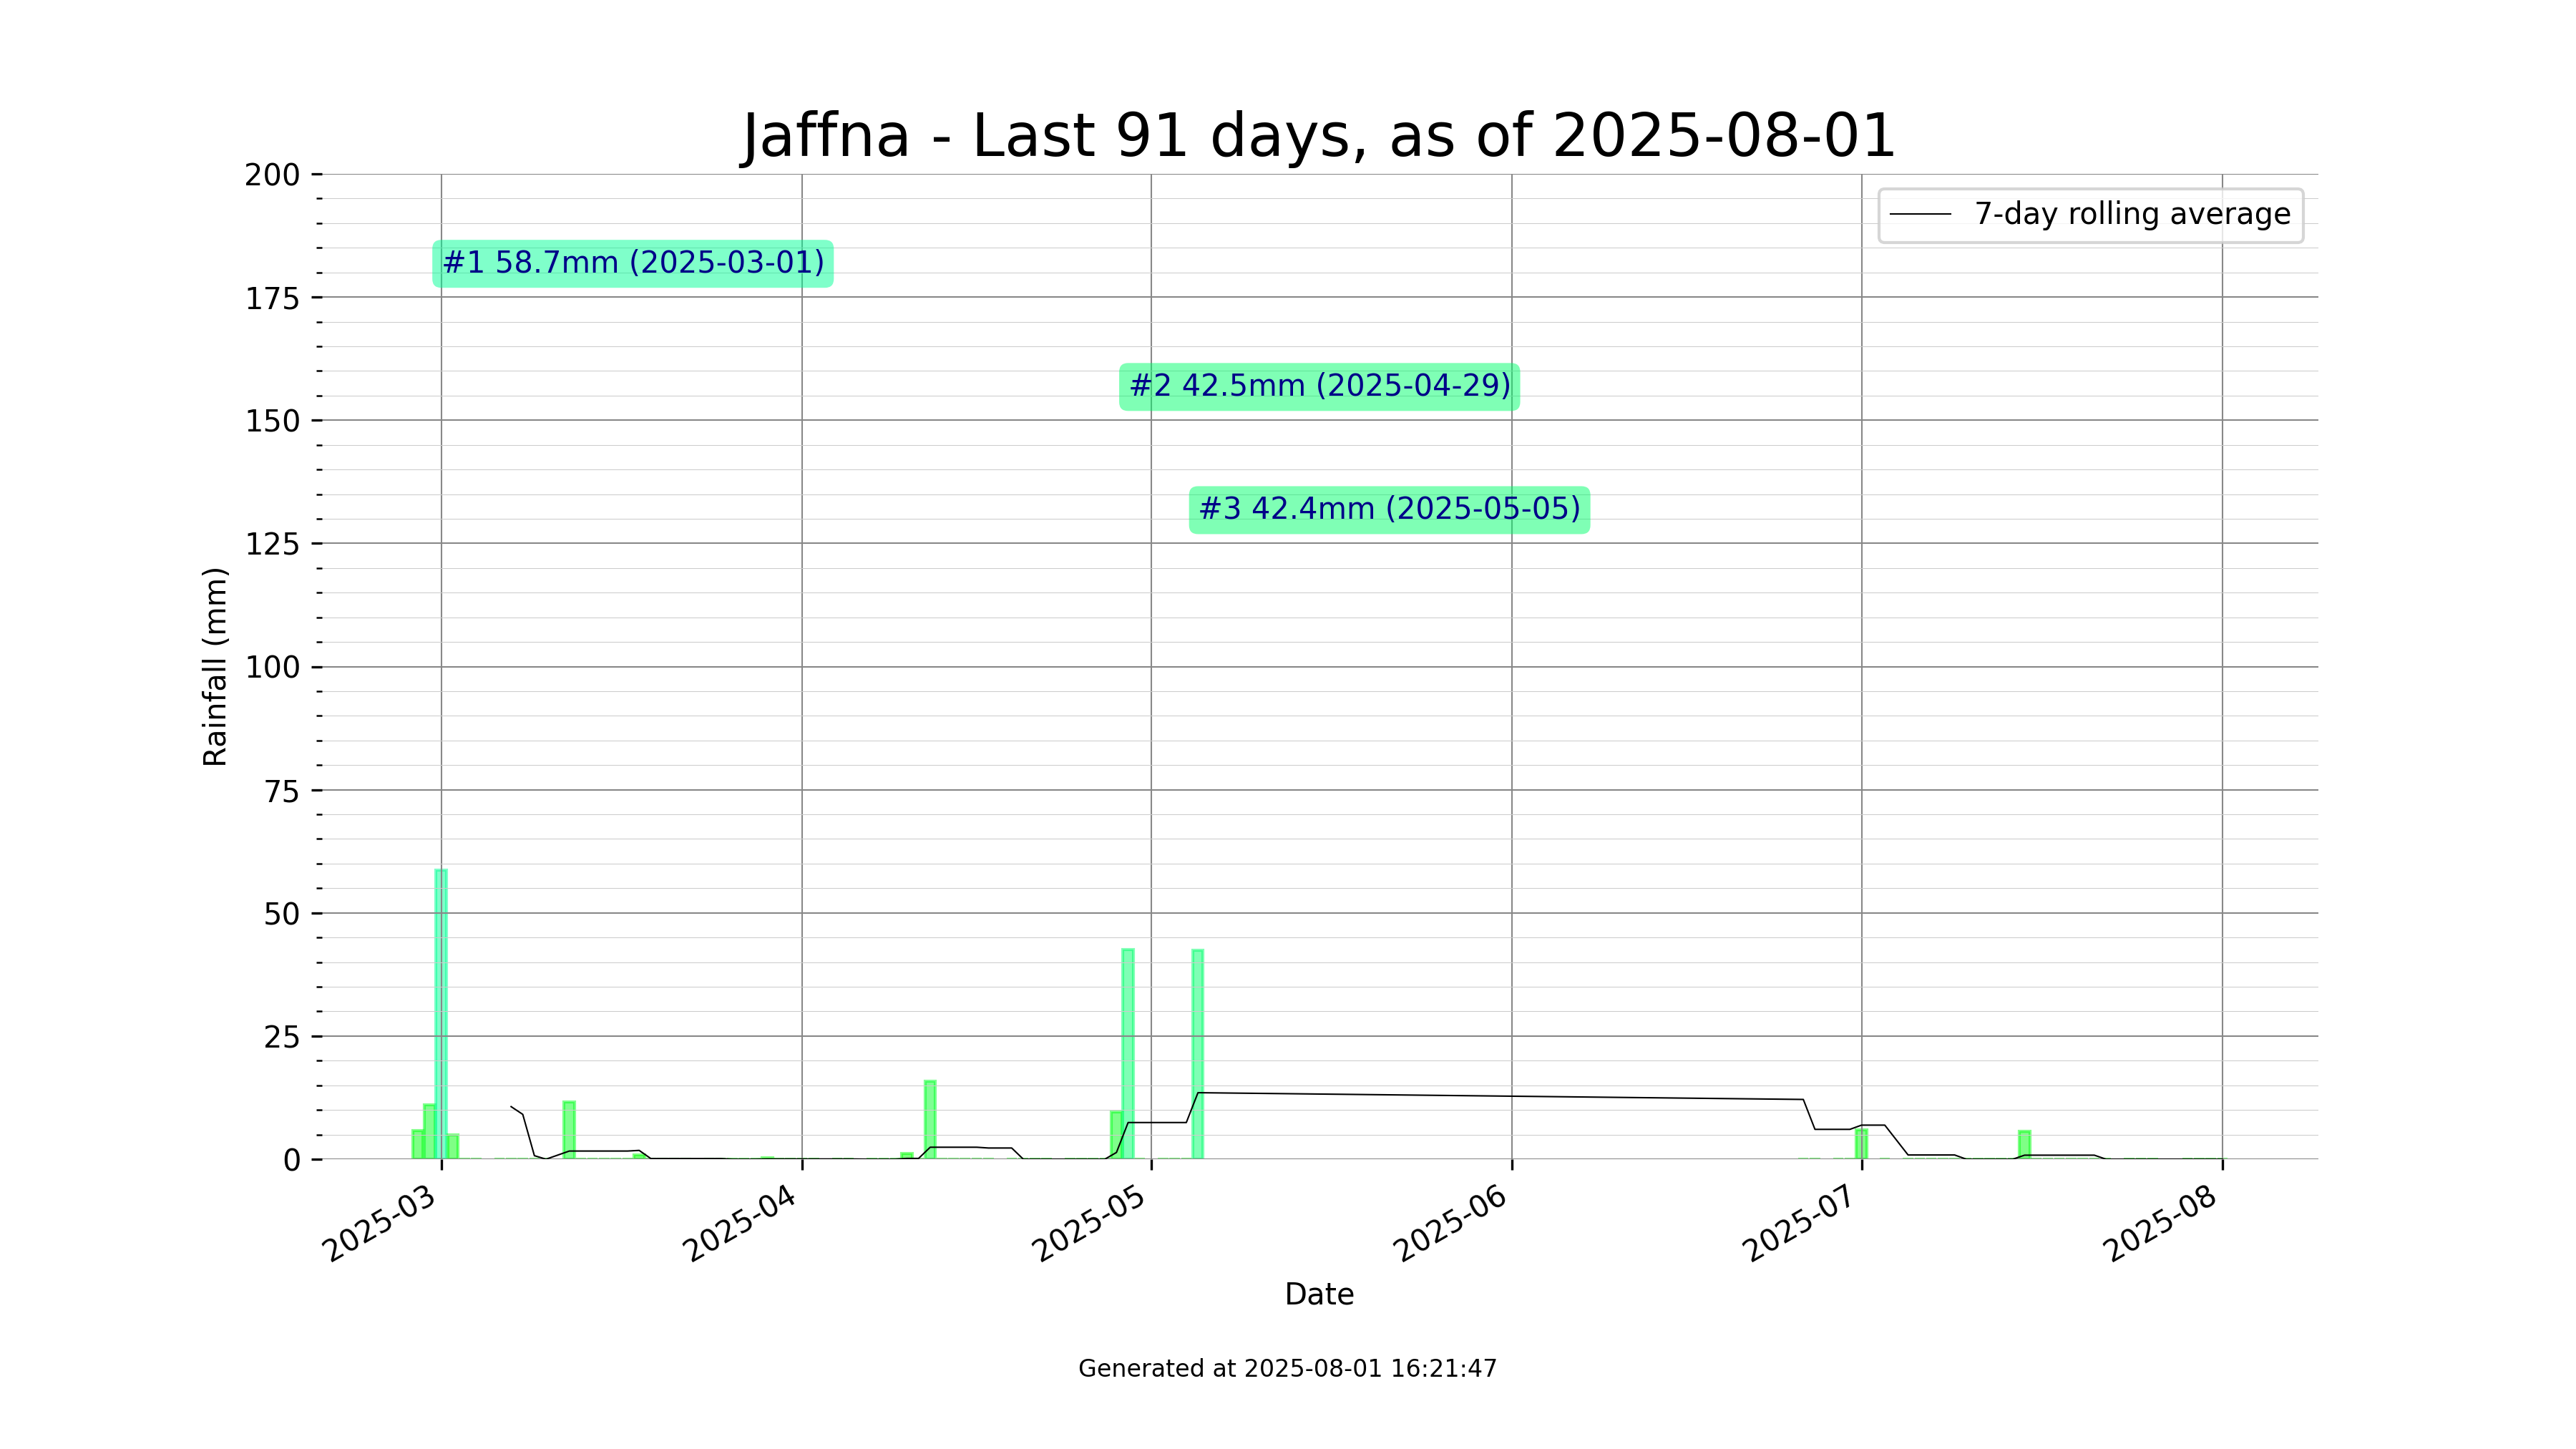 Jaffna - Last 91 days, as of 2025-08-01
7-day rolling average
#1 58.7mm (2025-03-01)
#2 42.5mm (2025-04-29)
#3 42.4mm (2025-05-05)
Rainfall (mm)
200
175
150
125
100
75
50
25
0
2025-03
2025-04
2025-05
2025-06
2025-07
2025-08
Date
Generated at 2025-08-01 16:21:47